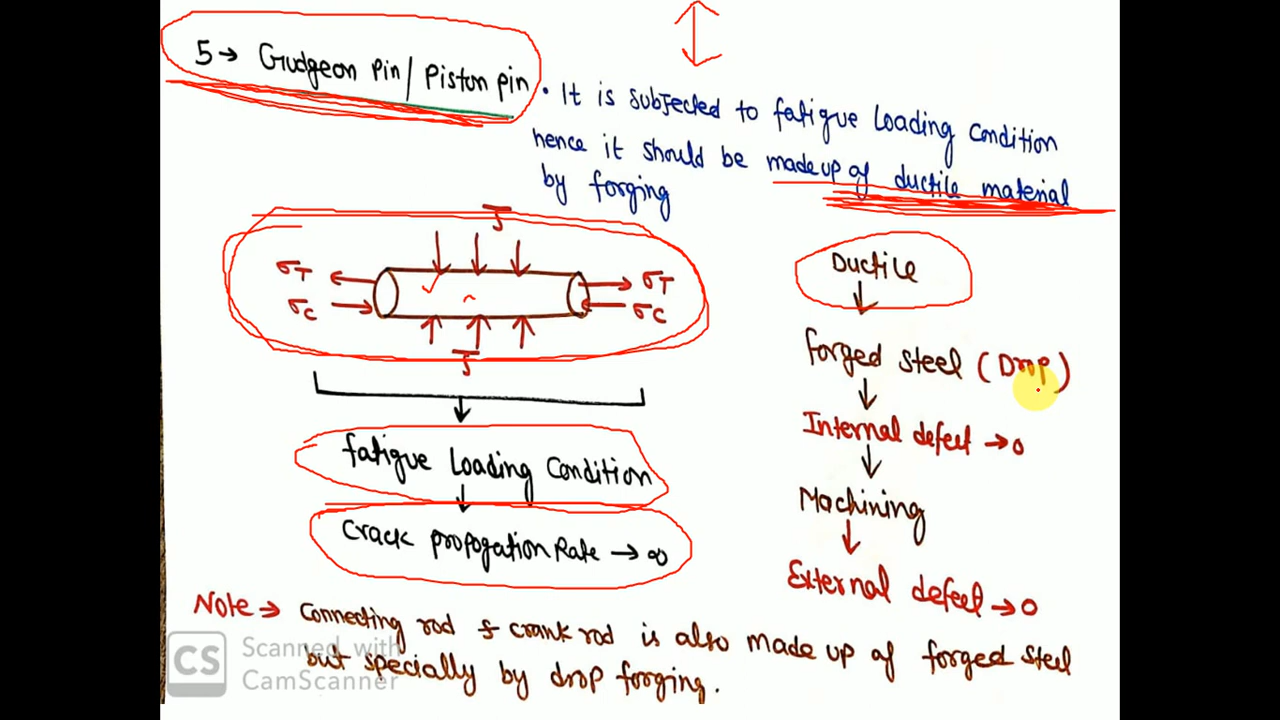 5→ Gudgeon pin/Piston pin
• It is subjected to fatigue Loading Condition
hence it should be made up of ductile material
by forging
σT
σc
σT
σc
Ductile
forged steel (Drop)
Internal defect → 0
Machining
External defect → 0
fatigue Loading Condition
Crack propogation Rate → ∞
Note → Connecting rod & crank rod is also made up of forged steel
but specially by drop forging.
CS
Scanned with
CamScanner